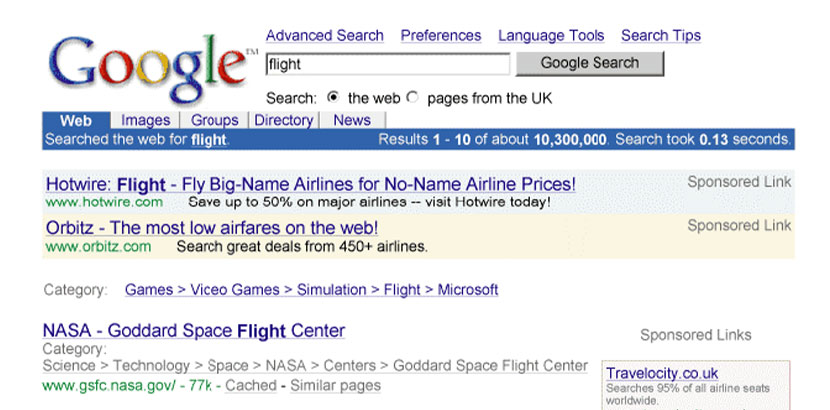 Advanced Search Preferences Language Tools Search Tips
Google™
flight Google Search
Search: the web pages from the UK
Web Images Groups Directory News
Searched the web for flight. Results 1 - 10 of about 10,300,000. Search took 0.13 seconds.
Hotwire: Flight - Fly Big-Name Airlines for No-Name Airline Prices! Sponsored Link
www.hotwire.com Save up to 50% on major airlines -- visit Hotwire today!
Orbitz - The most low airfares on the web! Sponsored Link
www.orbitz.com Search great deals from 450+ airlines.
Category: Games > Viceo Games > Simulation > Flight > Microsoft
NASA - Goddard Space Flight Center
Sponsored Links
Category:
Science > Technology > Space > NASA > Centers > Goddard Space Flight Center
www.gsfc.nasa.gov/ - 77k - Cached - Similar pages
Travelocity.co.uk
Searches 95% of all airline seats
worldwide.